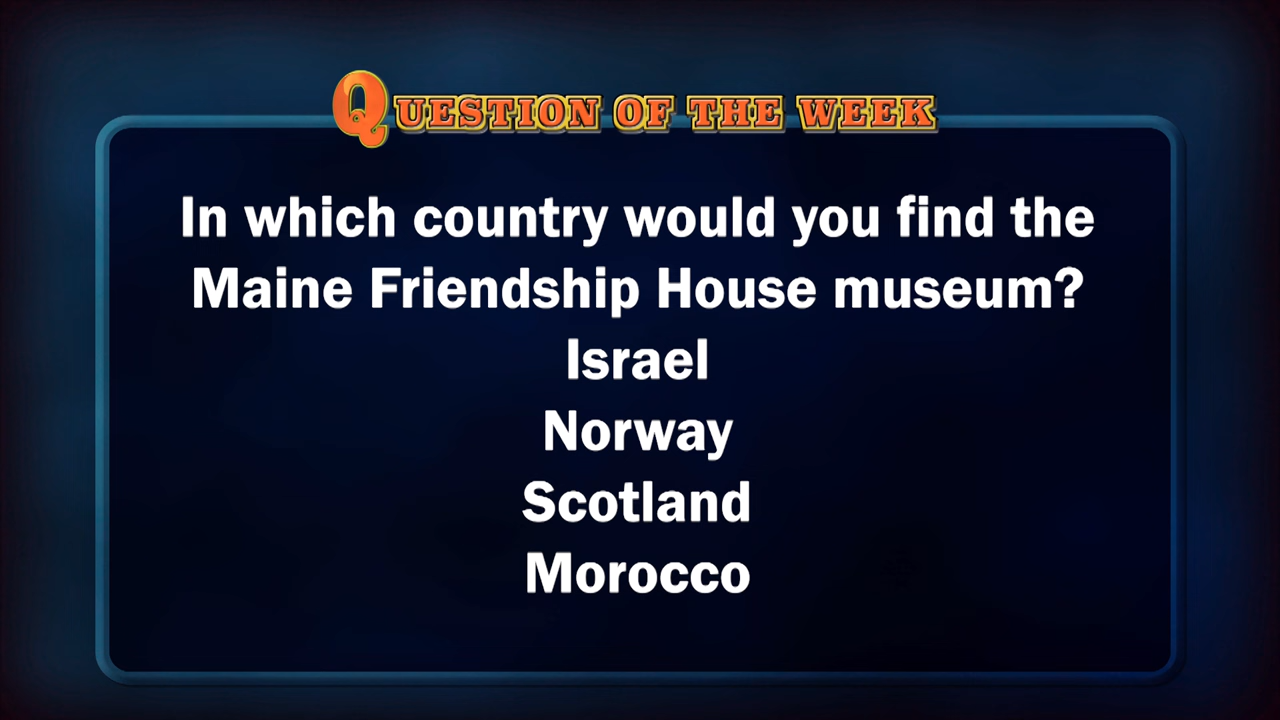 QUESTION OF THE WEEK
In which country would you find the
Maine Friendship House museum?
Israel
Norway
Scotland
Morocco